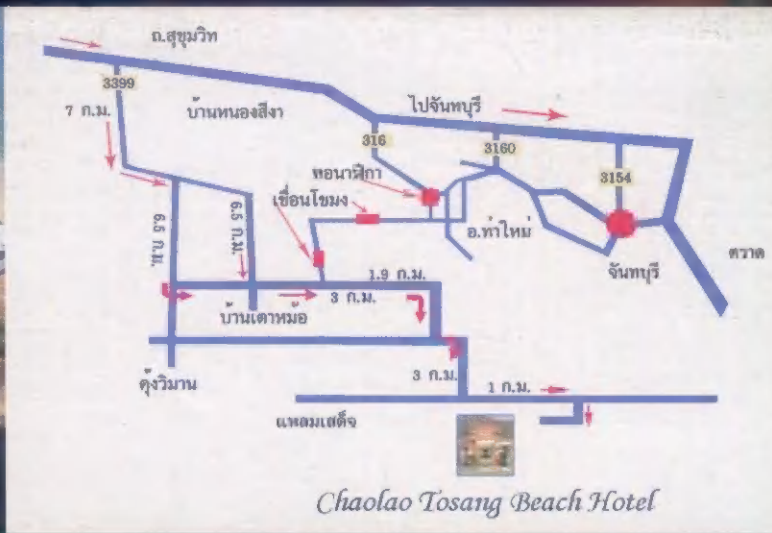 ถ.สุขุมวิท
3399
7 ก.ม.
บ้านหนองสีงา
ไปจันทบุรี
316
3160
3154
หอนาฬิกา
เขื่อนโขมง
อ.ท่าใหม่
ตราด
จันทบุรี
6.5 ก.ม.
6.5 ก.ม.
1.9 ก.ม.
3 ก.ม.
บ้านเตาหม้อ
คุ้งวิมาน
3 ก.ม.
1 ก.ม.
แหลมเสด็จ
Chaolao Tosang Beach Hotel